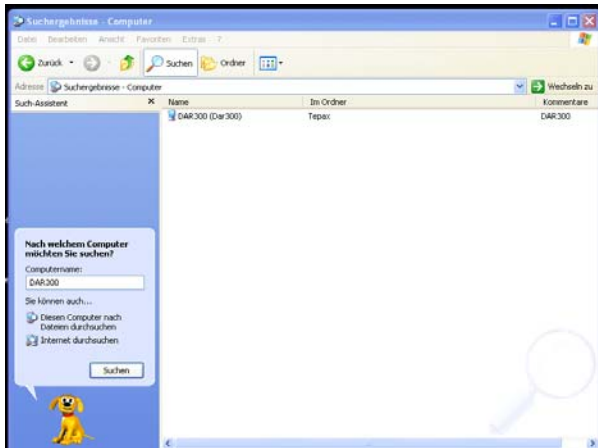 Suchergebnisse - Computer
Datei Bearbeiten Ansicht Favoriten Extras ?
Zurück Suchen Ordner
Adresse Suchergebnisse - Computer Wechseln zu
Such-Assistent Name Im Ordner Kommentare
DAR300 (Dar300) Tepax DAR300
Nach welchem Computer
möchten Sie suchen?
Computername:
DAR300
Sie können auch...
Diesen Computer nach
Dateien durchsuchen
Internet durchsuchen
Suchen